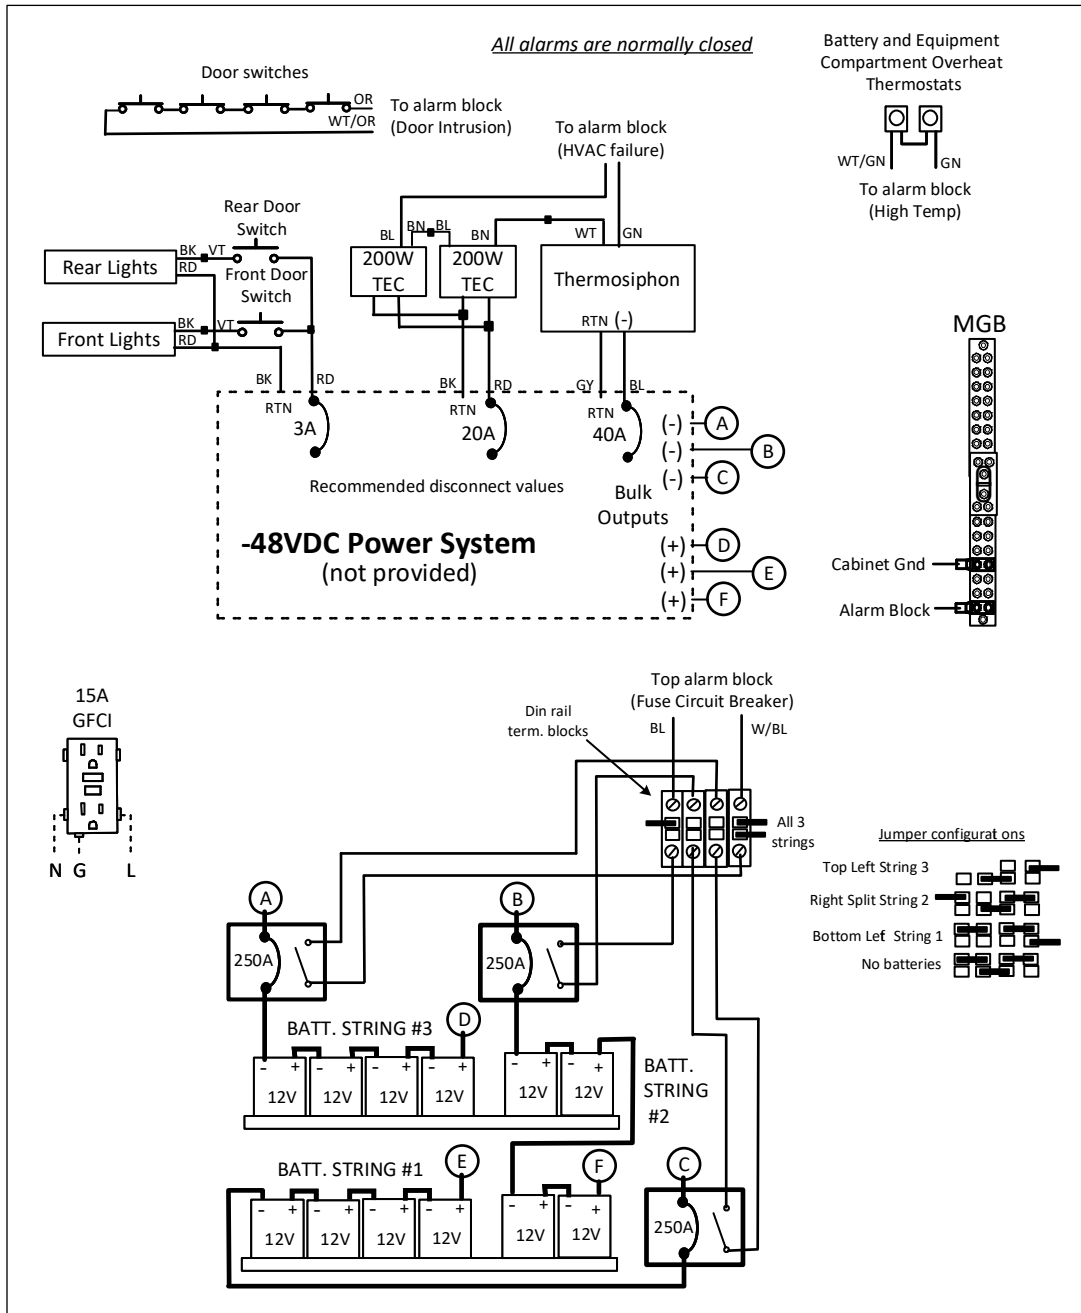 All alarms are normally closed
Door switches
OR
WT/OR
To alarm block
(Door Intrusion)
To alarm block
(HVAC failure)
Battery and Equipment
Compartment Overheat
Thermostats
WT/GN
GN
To alarm block
(High Temp)
Rear Door
Switch
Rear Lights
BK
VT
RD
Front Door
Switch
Front Lights
BK
VT
RD
BL
BN
BL
BN
WT
GN
200W
TEC
200W
TEC
Thermosiphon
RTN (-)
BK
RD
BK
RD
GY
BL
RTN
3A
RTN
20A
RTN
40A
(-) A
(-) B
(-) C
Recommended disconnect values
Bulk
Outputs
-48VDC Power System
(not provided)
(+) D
(+) E
(+) F
MGB
Cabinet Gnd
Alarm Block
15A
GFCI
N G L
Top alarm block
(Fuse Circuit Breaker)
Din rail
term. blocks
BL
W/BL
All 3
strings
Jumper configurat ons
Top Left String 3
Right Split String 2
Bottom Lef String 1
No batteries
A
250A
B
250A
BATT. STRING #3
D
- + - + - + - +
12V 12V 12V 12V
- + - +
12V 12V
BATT.
STRING
#2
BATT. STRING #1
E
F
C
250A
- + - + - + - +
12V 12V 12V 12V
- + - +
12V 12V